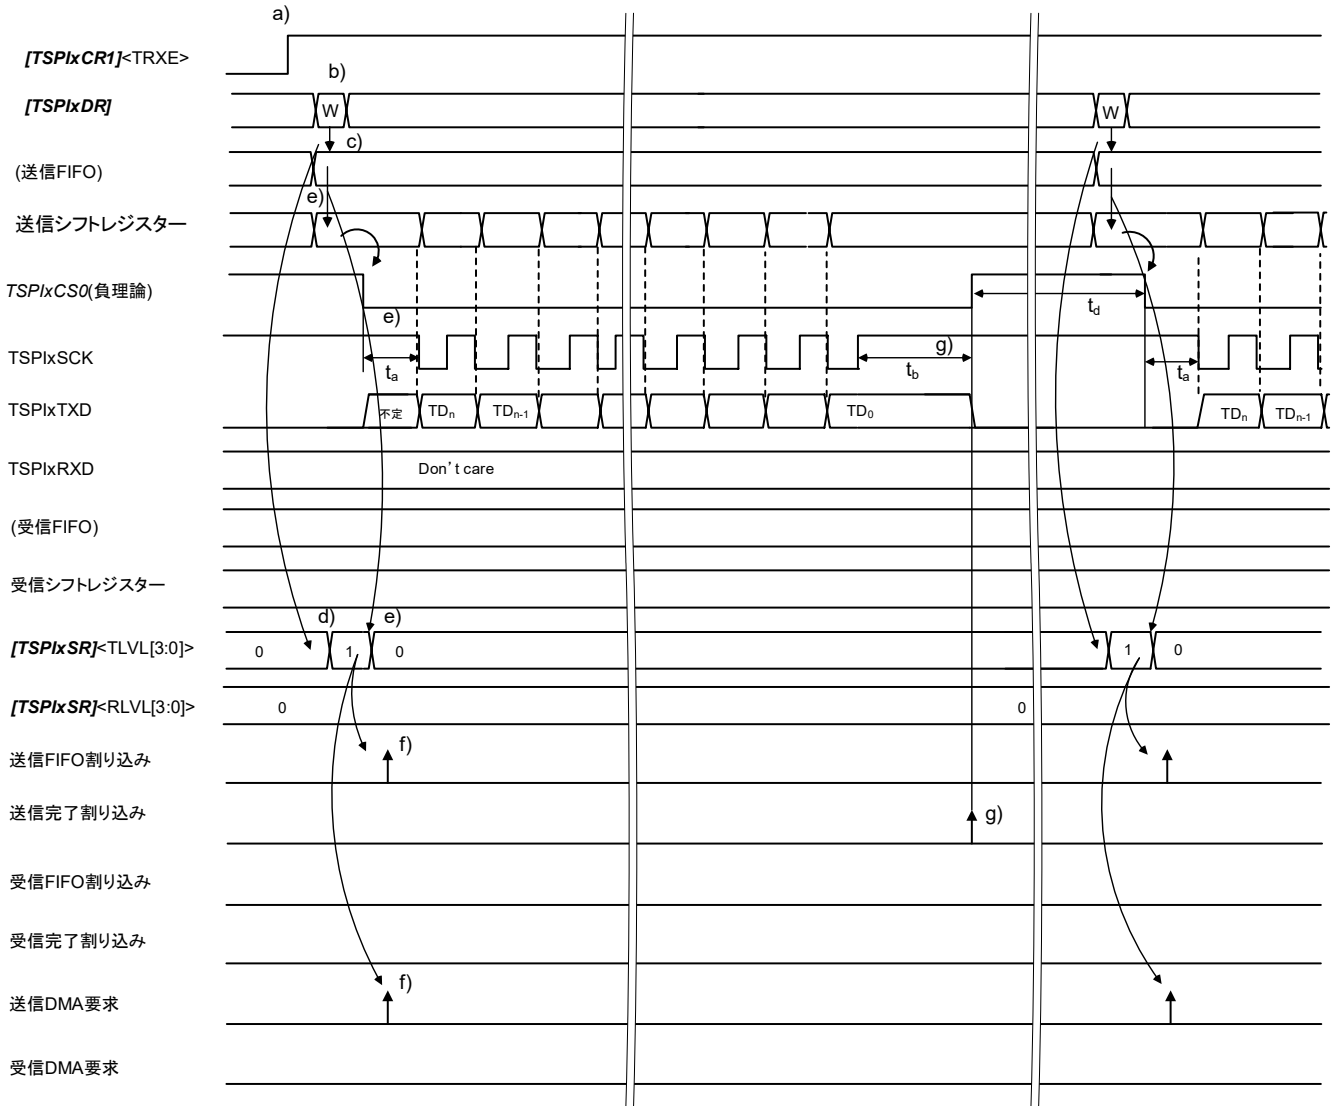 a)
[TSPIxCR1]<TRXE>
b)
[TSPIxDR]
W
W
c)
(送信FIFO)
e)
送信シフトレジスター
TSPIxCS0(負理論)
e)
td
TSPIxSCK
g)
ta
tb
ta
TSPIxTXD
不定
TDn
TDn-1
TD0
TDn
TDn-1
TSPIxRXD
Don't care
(受信FIFO)
受信シフトレジスター
d)
e)
[TSPIxSR]<TLVL[3:0]>
0
1
0
1
0
[TSPIxSR]<RLVL[3:0]>
0
0
送信FIFO割り込み
f)
送信完了割り込み
g)
受信FIFO割り込み
受信完了割り込み
送信DMA要求
f)
受信DMA要求